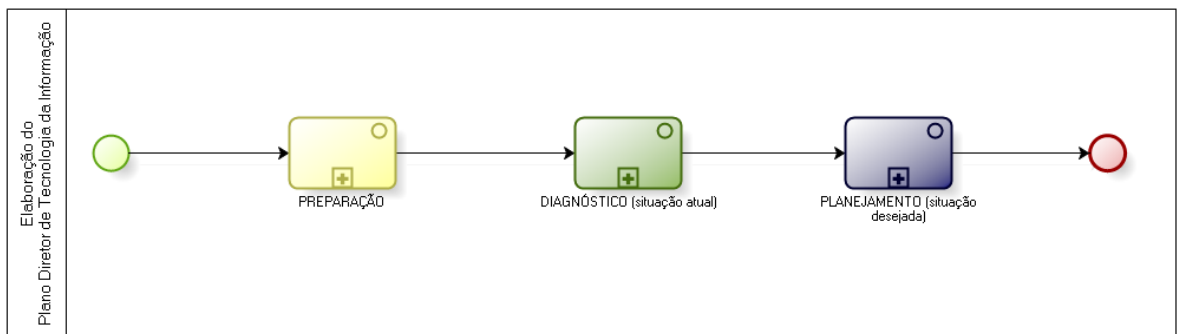 Elaboração do
Plano Diretor de Tecnologia da Informação
PREPARAÇÃO
DIAGNÓSTICO (situação atual)
PLANEJAMENTO (situação
desejada)